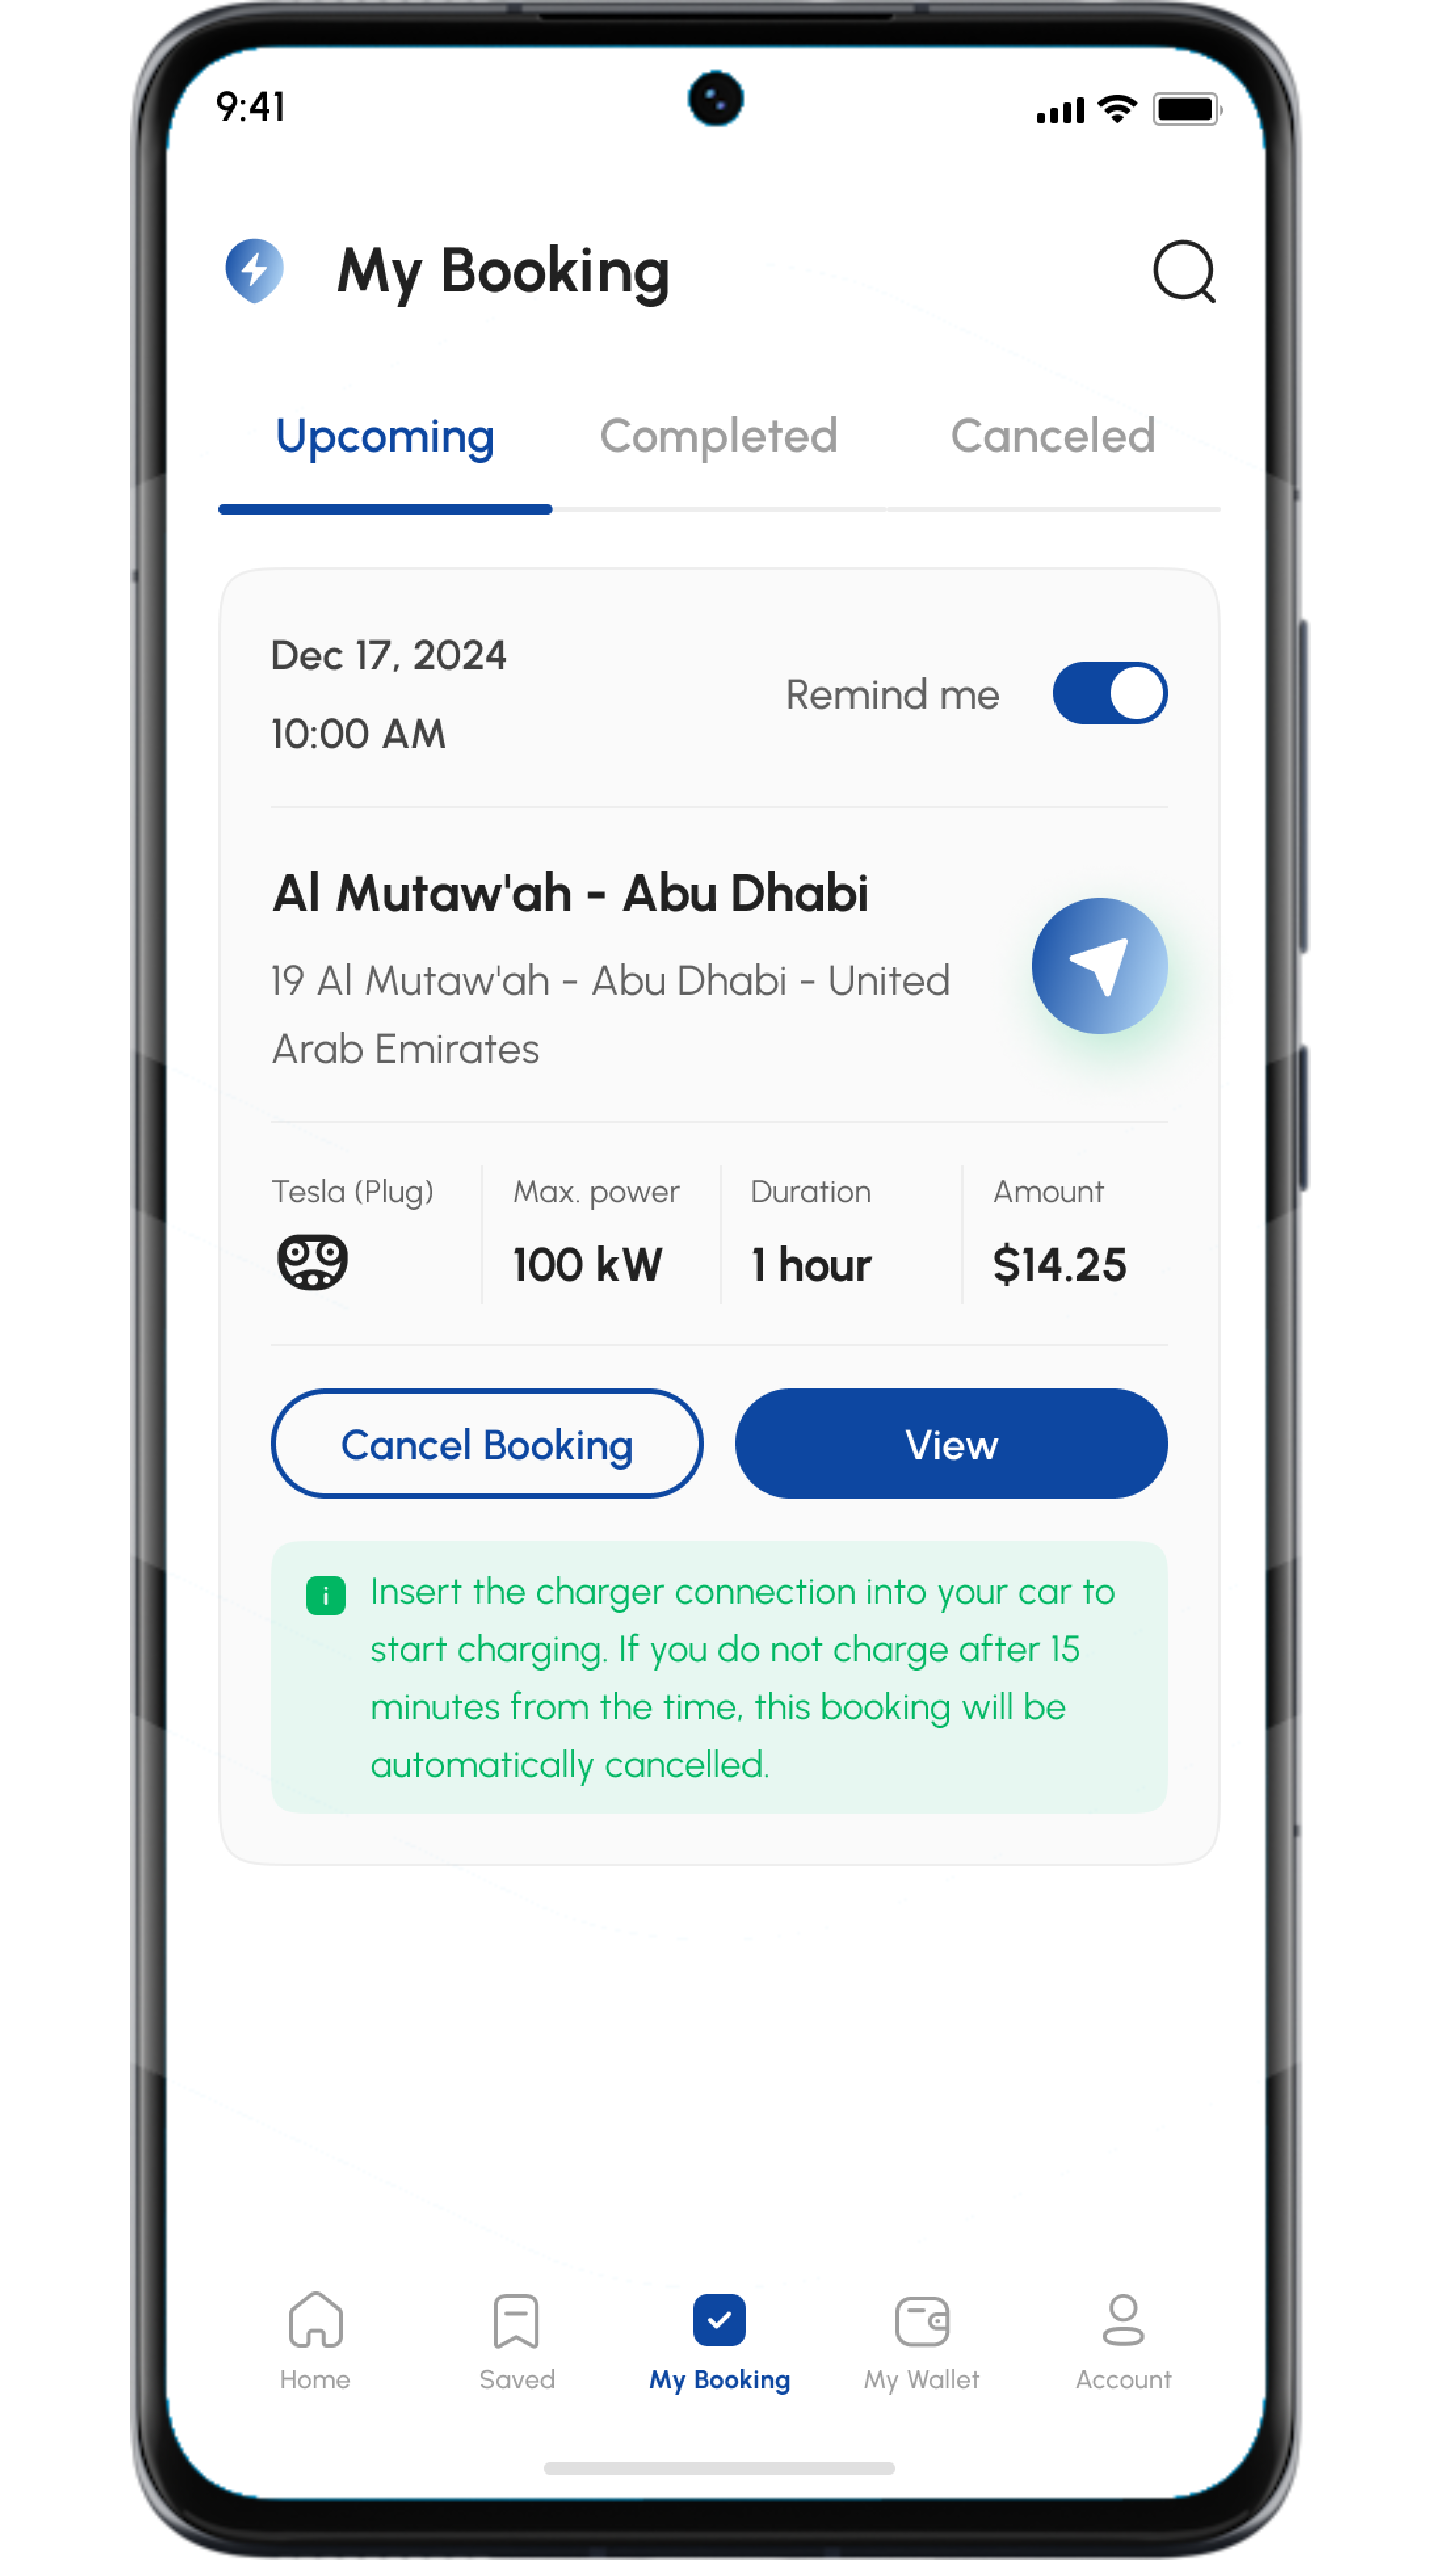 9:41
My Booking
Upcoming Completed Canceled
Dec 17, 2024
10:00 AM
Remind me
Al Mutaw'ah - Abu Dhabi
19 Al Mutaw'ah - Abu Dhabi - United
Arab Emirates
Tesla (Plug) Max. power Duration Amount
100 kW 1 hour $14.25
Cancel Booking View
i
Insert the charger connection into your car to
start charging. If you do not charge after 15
minutes from the time, this booking will be
automatically cancelled.
Home Saved My Booking My Wallet Account